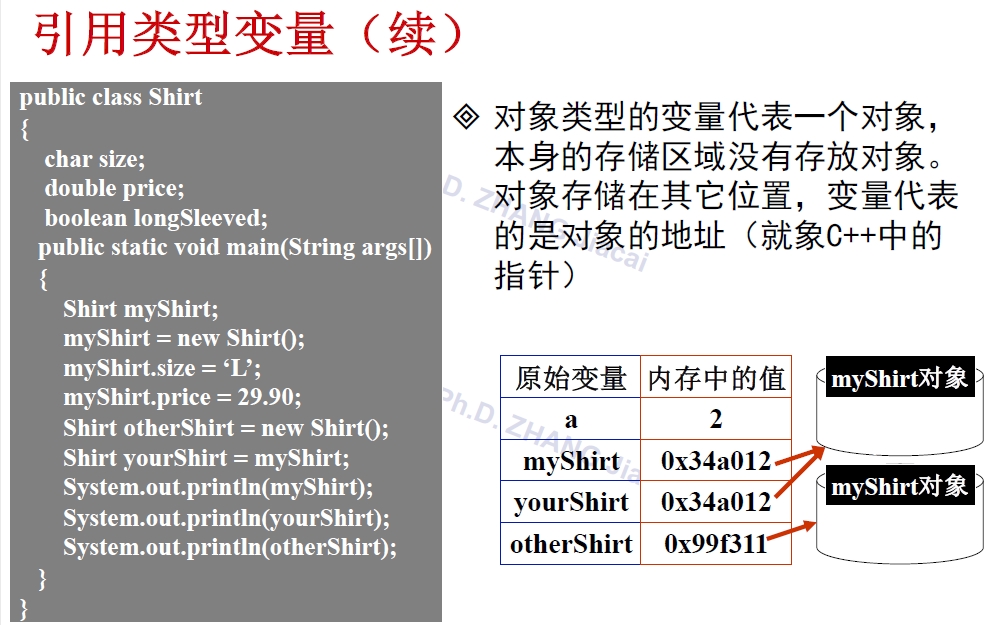 引用类型变量（续）
public class Shirt
{
char size;
double price;
boolean longSleeved;
public static void main(String args[])
{
Shirt myShirt;
myShirt = new Shirt();
myShirt.size = ‘L’;
myShirt.price = 29.90;
Shirt otherShirt = new Shirt();
Shirt yourShirt = myShirt;
System.out.println(myShirt);
System.out.println(yourShirt);
System.out.println(otherShirt);
}
}
对象类型的变量代表一个对象，
本身的存储区域没有存放对象。
对象存储在其它位置，变量代表
的是对象的地址（就象C++中的
指针）
D. ZHANG Jiacai
原始变量 内存中的值
a 2
myShirt 0x34a012
yourShirt 0x34a012
otherShirt 0x99f311
myShirt对象
myShirt对象
Ph.D. ZHANG Jia